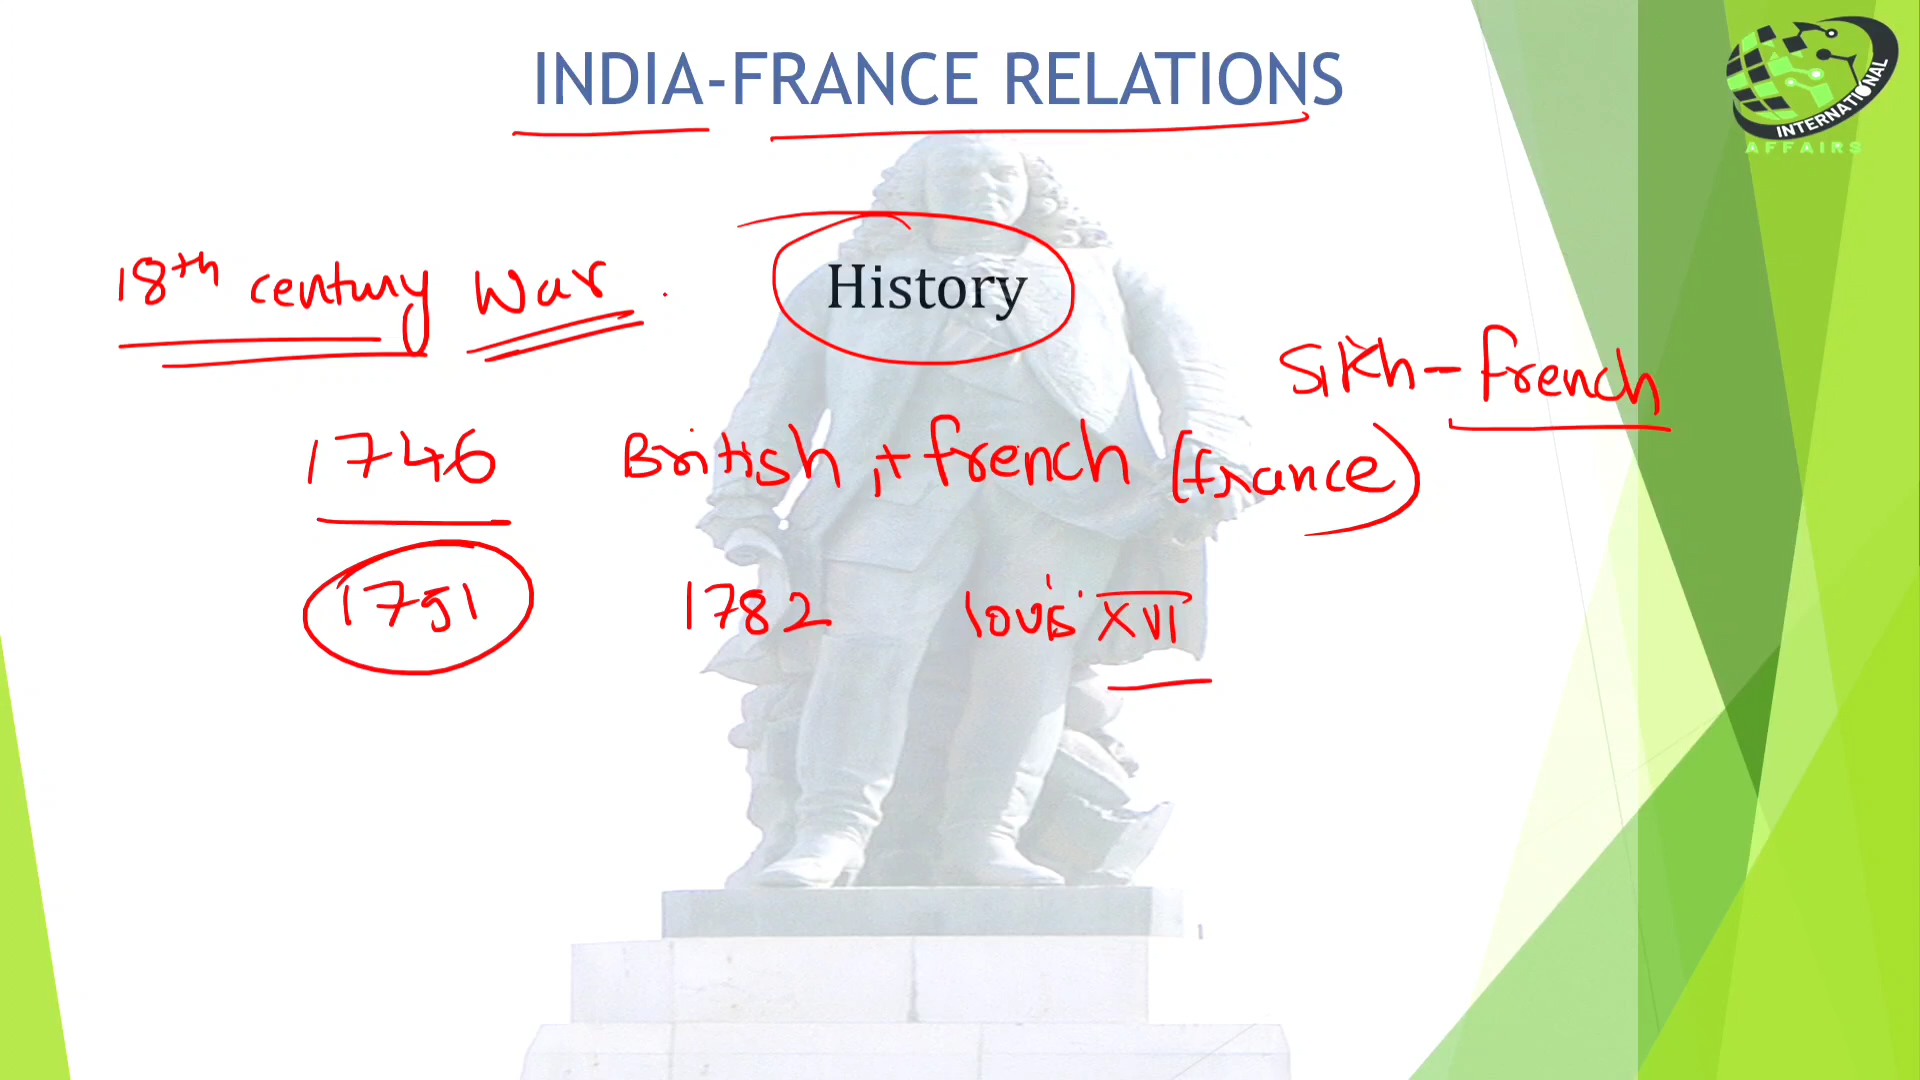 INDIA-FRANCE RELATIONS
INTERNATIONAL
AFFAIRS
18th century War.
History
Sikh-french
1746 British, + french (france)
1751 1782 louis XVI